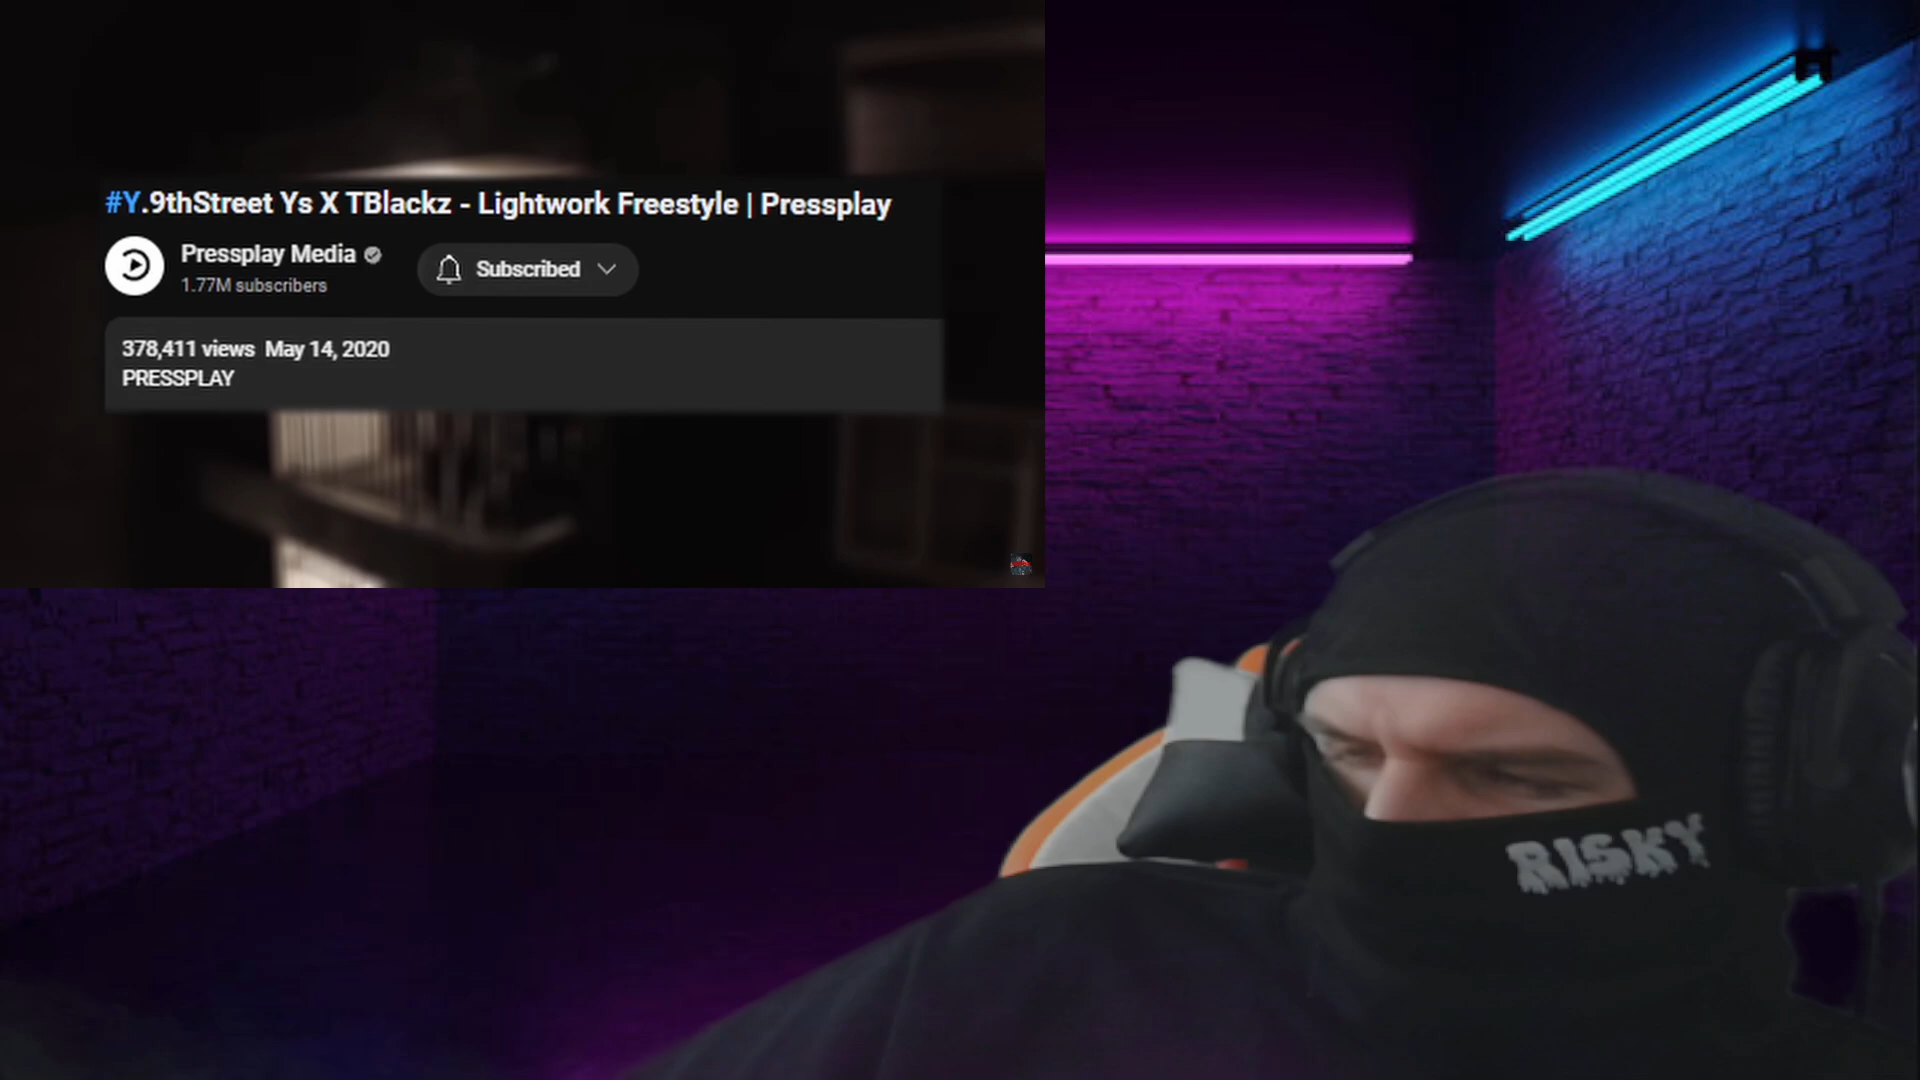 #Y.9thStreet Ys X TBlackz - Lightwork Freestyle | Pressplay
Pressplay Media
1.77M subscribers
Subscribed
378,411 views May 14, 2020
PRESSPLAY
RISKY